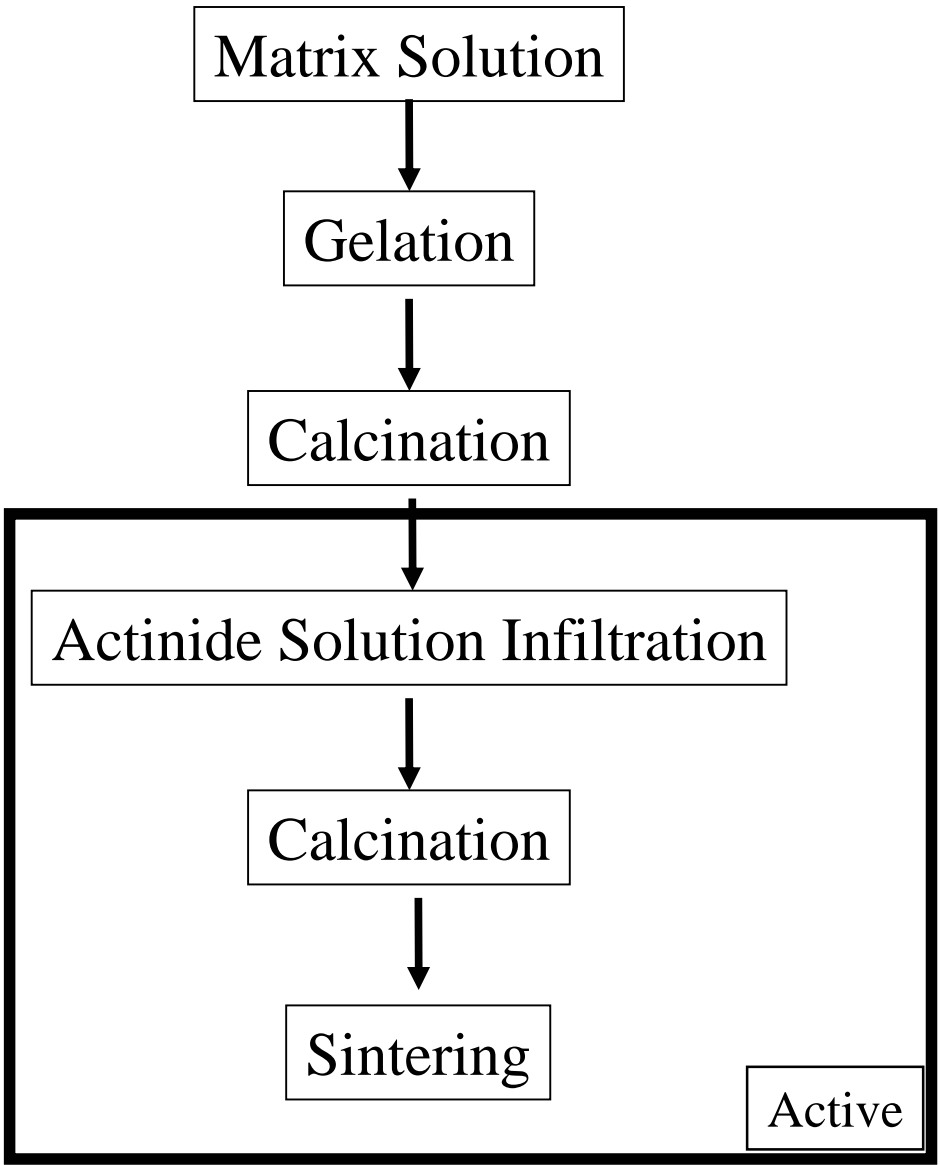 Matrix Solution
Gelation
Calcination
Actinide Solution Infiltration
Calcination
Sintering
Active